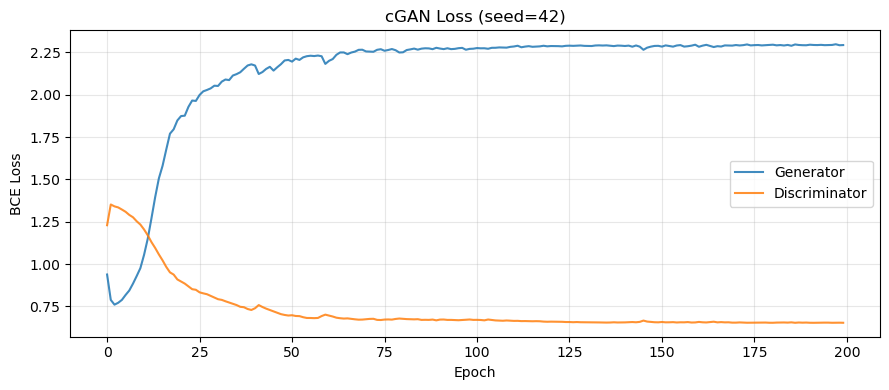 cGAN Loss (seed=42)
2.25
2.00
1.75
1.50
1.25
1.00
0.75
BCE Loss
Generator
Discriminator
0 25 50 75 100 125 150 175 200
Epoch